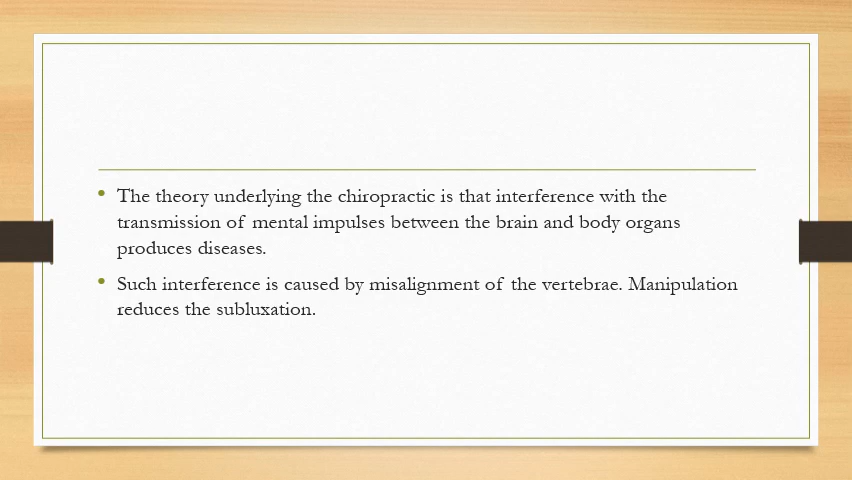 • The theory underlying the chiropractic is that interference with the
transmission of mental impulses between the brain and body organs
produces diseases.
• Such interference is caused by misalignment of the vertebrae. Manipulation
reduces the subluxation.